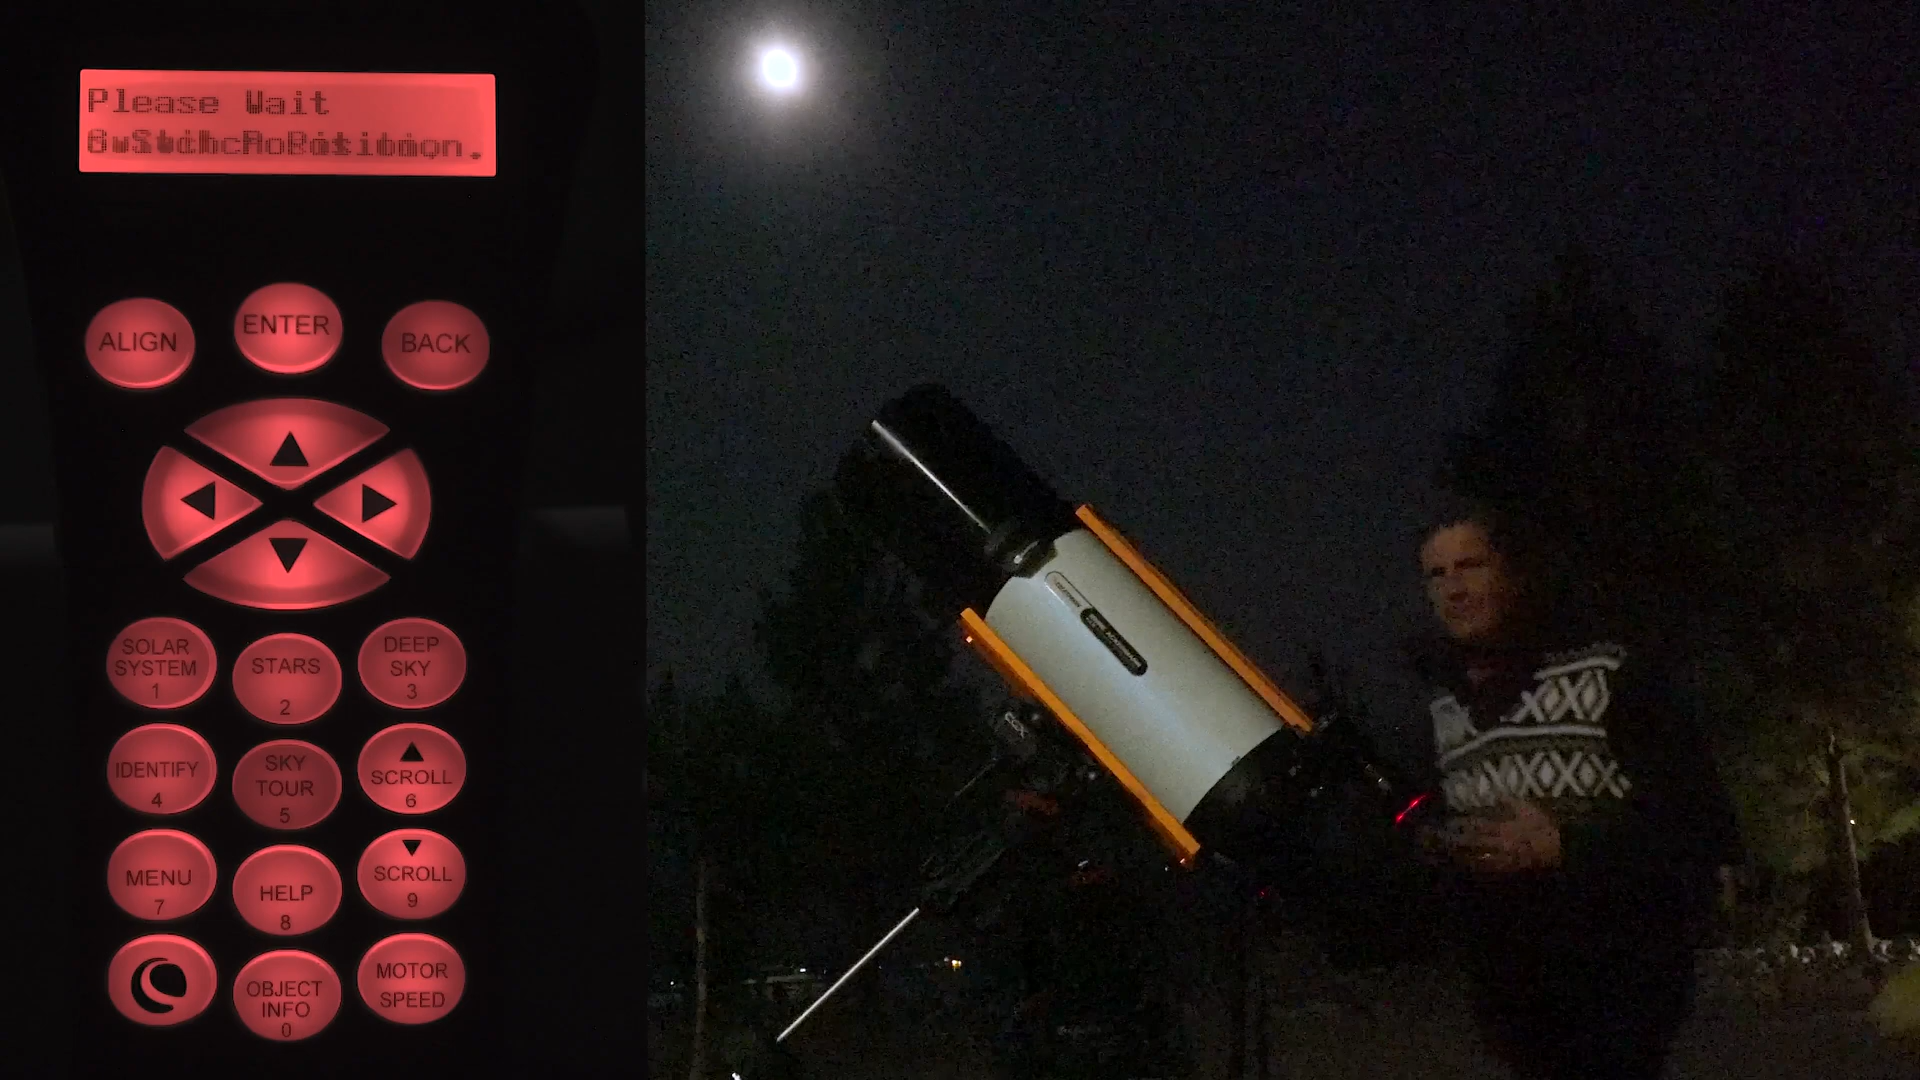 Please Wait
ALIGN
ENTER
BACK
SOLAR
SYSTEM
1
STARS
2
DEEP
SKY
3
IDENTIFY
4
SKY
TOUR
5
SCROLL
6
MENU
7
HELP
8
SCROLL
9
OBJECT
INFO
0
MOTOR
SPEED
CGX